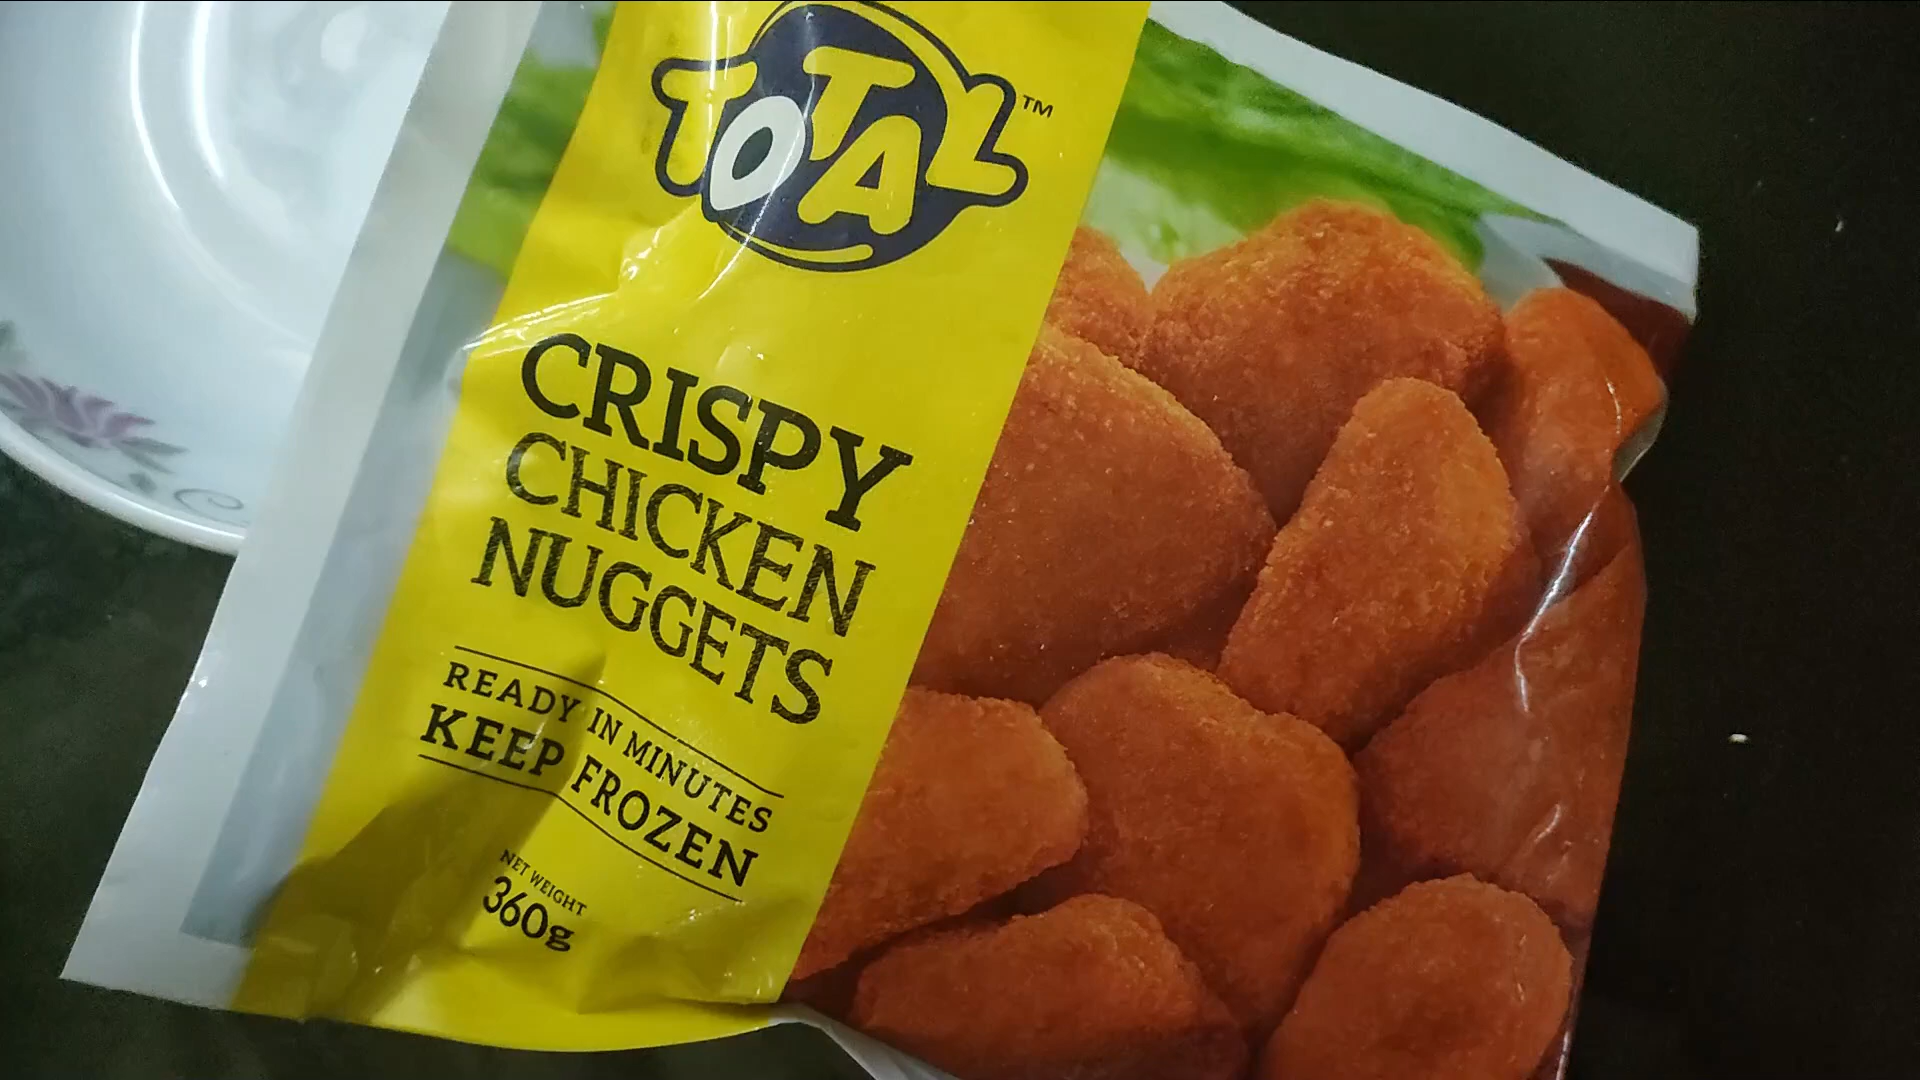 TOTAL™
CRISPY
CHICKEN
NUGGETS
READY IN MINUTES
KEEP FROZEN
NET WEIGHT
360g